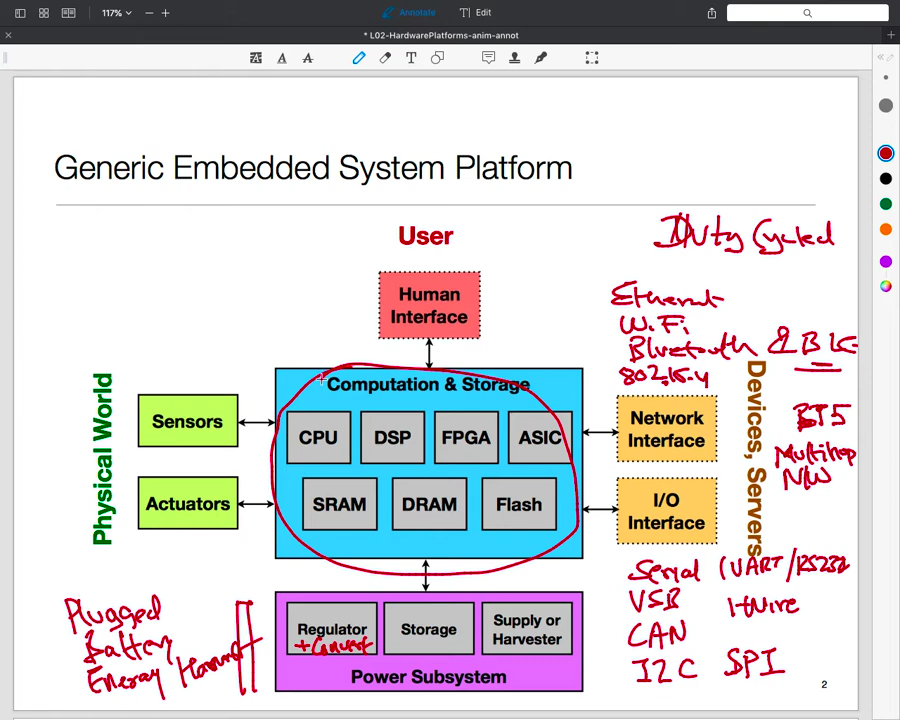 117%
Annotate
Edit
* L02-HardwarePlatforms-anim-annot
Generic Embedded System Platform
User
Duty Cycled
Human
Interface
Ethernet
Wi.Fi
Bluetooth & BLE
802.15.4
Physical World
Sensors
Actuators
Computation & Storage
CPU
DSP
FPGA
ASIC
SRAM
DRAM
Flash
Network
Interface
I/O
Interface
Devices, Servers
BT5
Multihop
N/W
Serial (UART/RS232
USB
1-Wire
CAN
I2C
SPI
Plugged
Battery
Energy Harvest
Regulator
+Convert
Storage
Supply or
Harvester
Power Subsystem
2